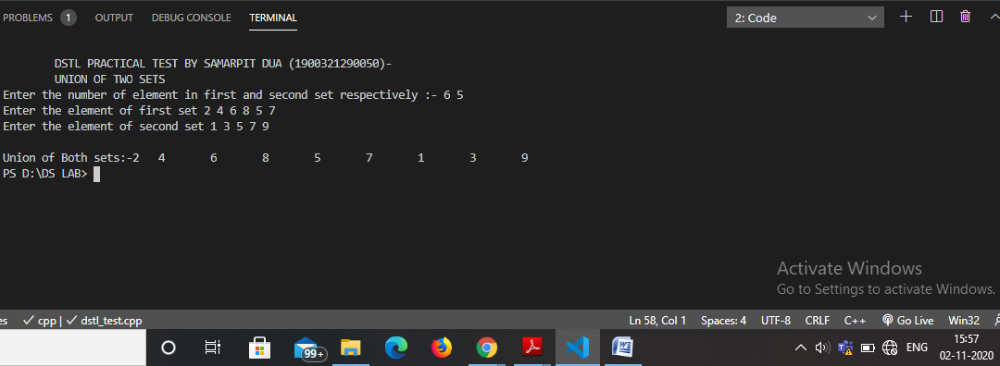 PROBLEMS 1 OUTPUT DEBUG CONSOLE TERMINAL 2: Code
DSTL PRACTICAL TEST BY SAMARPIT DUA (1900321290050)-
UNION OF TWO SETS
Enter the number of element in first and second set respectively :- 6 5
Enter the element of first set 2 4 6 8 5 7
Enter the element of second set 1 3 5 7 9
Union of Both sets:-2 4 6 8 5 7 1 3 9
PS D:\DS LAB>
Activate Windows
Go to Settings to activate Windows.
es ✓ cpp | ✓ dstl_test.cpp Ln 58, Col 1 Spaces: 4 UTF-8 CRLF C++ Go Live Win32
99+ ENG 15:57
02-11-2020